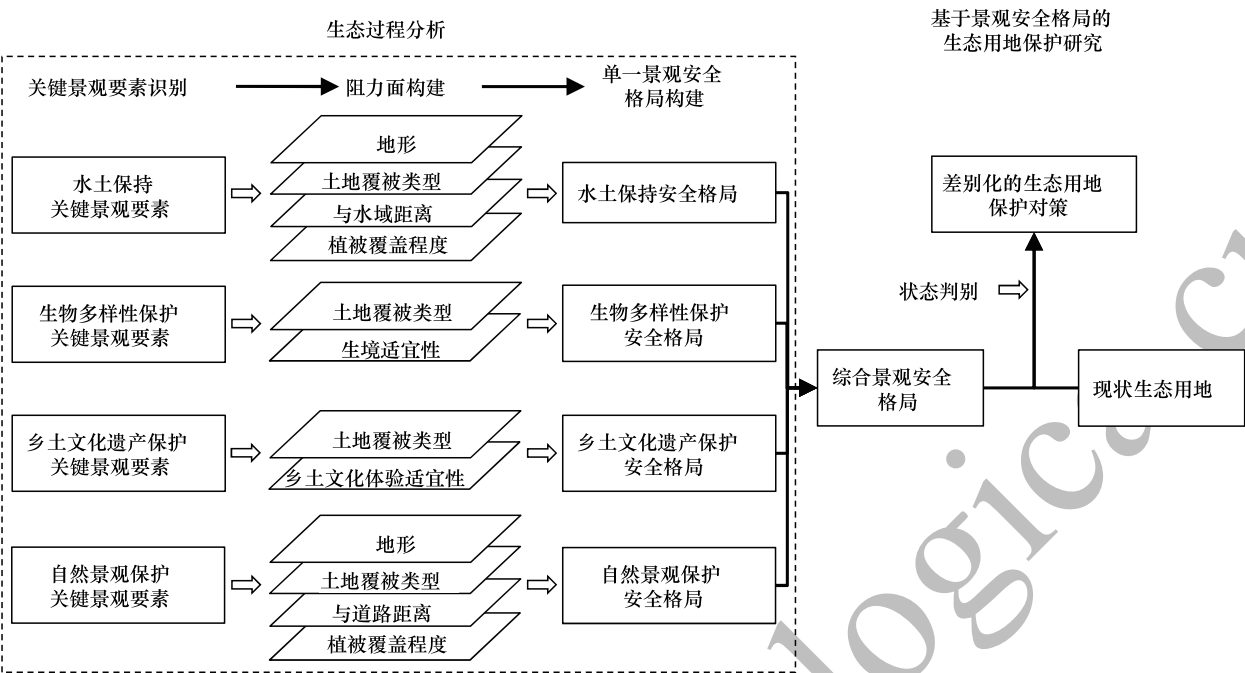 生态过程分析
基于景观安全格局的
生态用地保护研究
关键景观要素识别
阻力面构建
单一景观安全
格局构建
水土保持
关键景观要素
地形
土地覆被类型
与水域距离
植被覆盖程度
水土保持安全格局
生物多样性保护
关键景观要素
土地覆被类型
生境适宜性
生物多样性保护
安全格局
乡土文化遗产保护
关键景观要素
土地覆被类型
乡土文化体验适宜性
乡土文化遗产保护
安全格局
自然景观保护
关键景观要素
地形
土地覆被类型
与道路距离
植被覆盖程度
自然景观保护
安全格局
综合景观安全
格局
现状生态用地
状态判别
差别化的生态用地
保护对策
logica.c